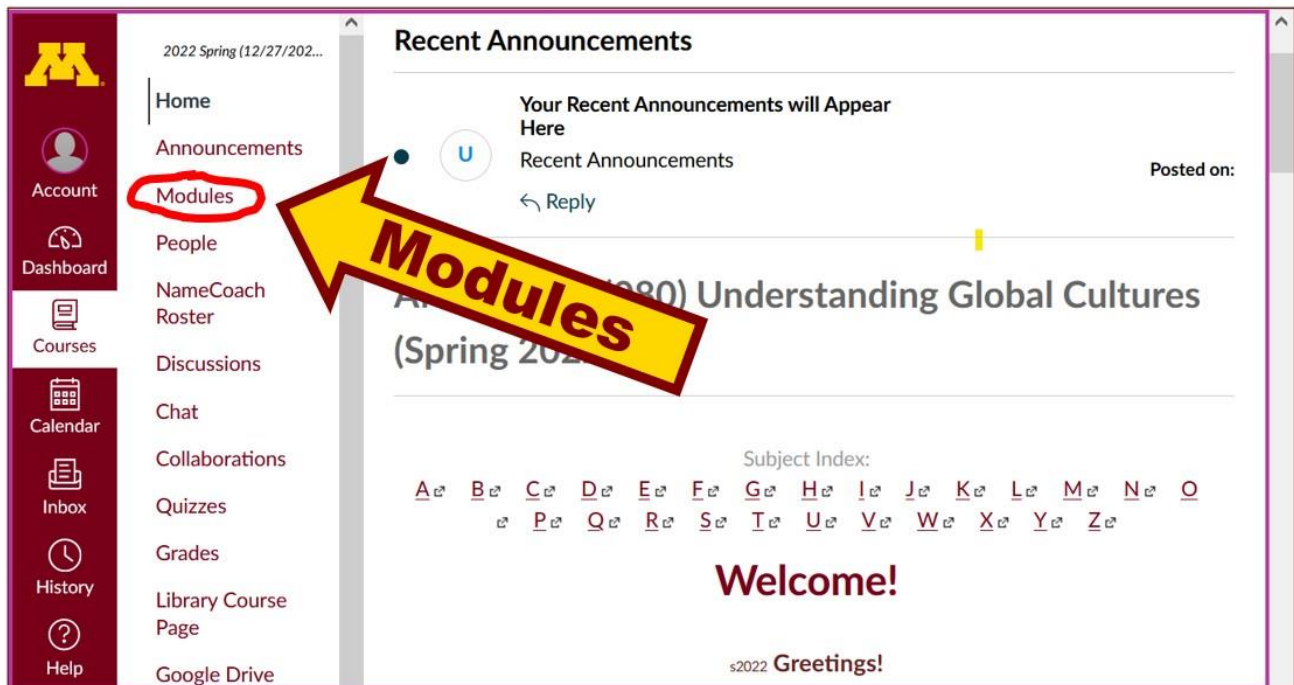 M
Account
Dashboard
Courses
Calendar
Inbox
History
Help
2022 Spring (12/27/202...
Home
Announcements
Modules
People
NameCoach
Roster
Discussions
Chat
Collaborations
Quizzes
Grades
Library Course
Page
Google Drive
Modules
Recent Announcements
U
Your Recent Announcements will Appear
Here
Recent Announcements
Reply
Posted on:
Understanding Global Cultures
(Spring
Subject Index:
A B C D E F G H I J K L M N O
P Q R S T U V W X Y Z
Welcome!
s2022 Greetings!